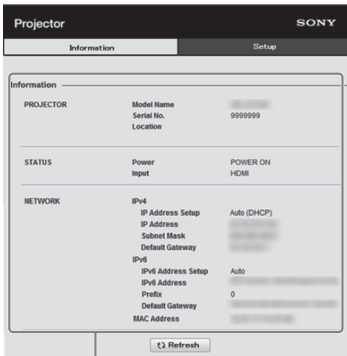 Projector SONY
Information Setup
Information
PROJECTOR Model Name
Serial No. 9999999
Location
STATUS Power POWER ON
Input HDMI
NETWORK IPv4
IP Address Setup Auto (DHCP)
IP Address
Subnet Mask
Default Gateway
IPv6
IPv6 Address Setup Auto
IPv6 Address
Prefix 0
Default Gateway
MAC Address
Refresh